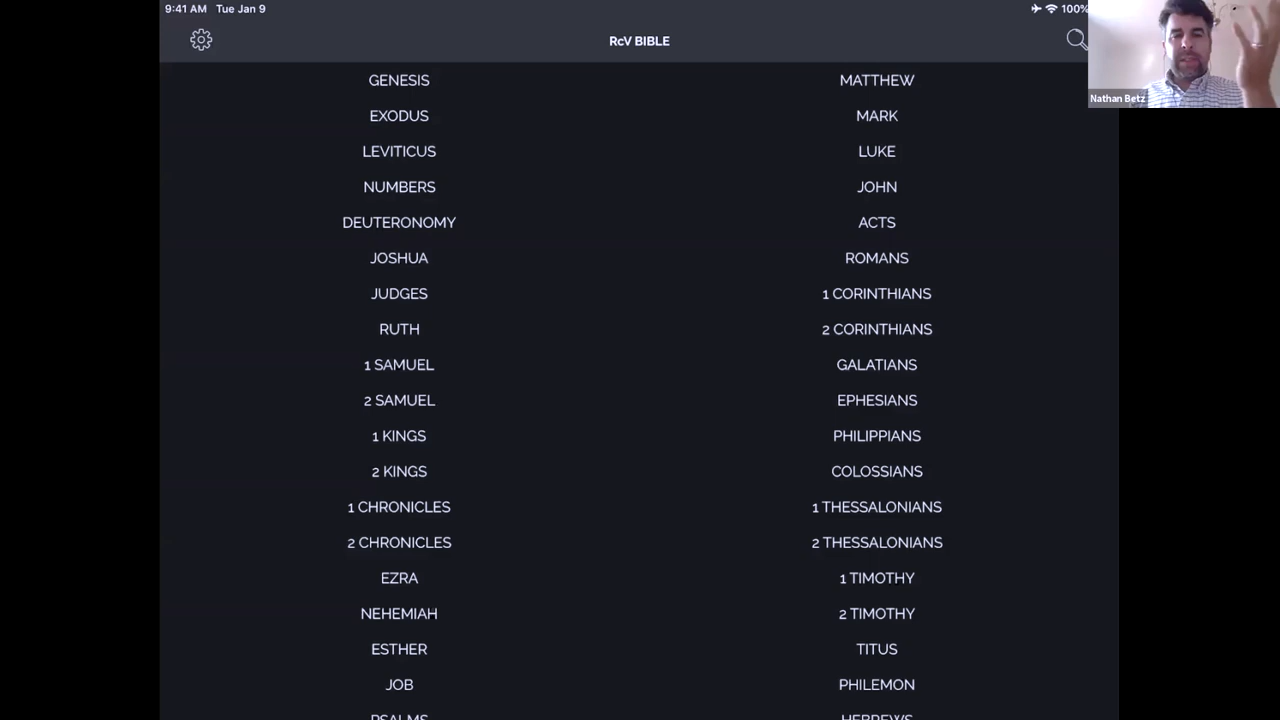 9:41 AM Tue Jan 9
100%
RcV BIBLE
Nathan Betz
GENESIS
EXODUS
LEVITICUS
NUMBERS
DEUTERONOMY
JOSHUA
JUDGES
RUTH
1 SAMUEL
2 SAMUEL
1 KINGS
2 KINGS
1 CHRONICLES
2 CHRONICLES
EZRA
NEHEMIAH
ESTHER
JOB
PSALMS
MATTHEW
MARK
LUKE
JOHN
ACTS
ROMANS
1 CORINTHIANS
2 CORINTHIANS
GALATIANS
EPHESIANS
PHILIPPIANS
COLOSSIANS
1 THESSALONIANS
2 THESSALONIANS
1 TIMOTHY
2 TIMOTHY
TITUS
PHILEMON
HEBREWS